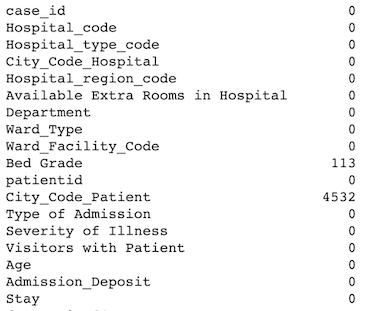 case_id 0
Hospital_code 0
Hospital_type_code 0
City_Code_Hospital 0
Hospital_region_code 0
Available Extra Rooms in Hospital 0
Department 0
Ward_Type 0
Ward_Facility_Code 0
Bed Grade 113
patientid 0
City_Code_Patient 4532
Type of Admission 0
Severity of Illness 0
Visitors with Patient 0
Age 0
Admission_Deposit 0
Stay 0